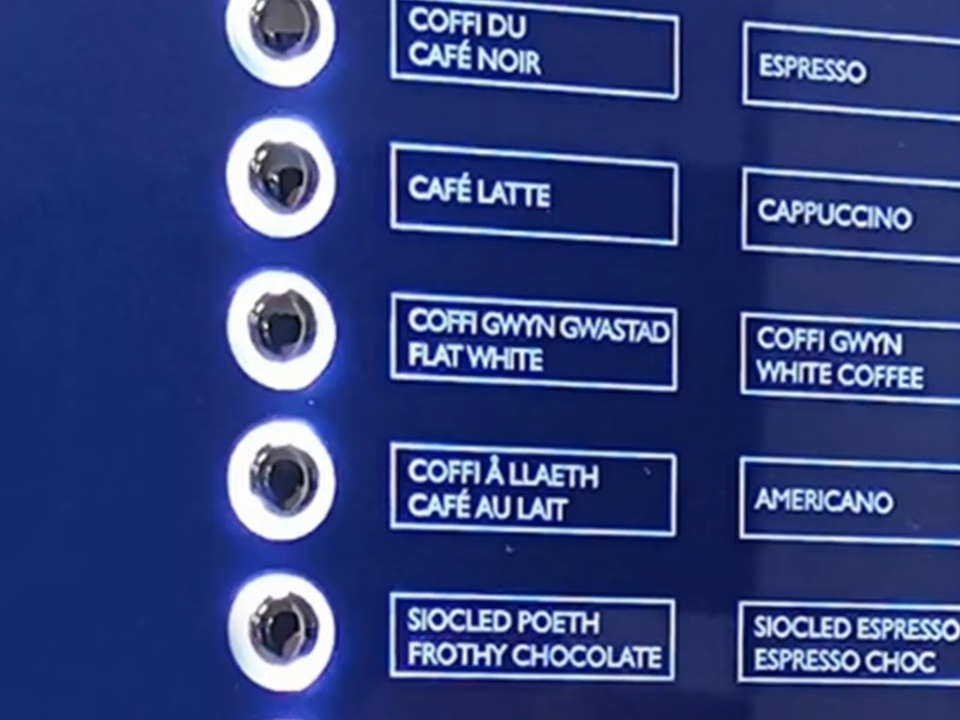 COFFI DU
CAFÉ NOIR
ESPRESSO
CAFÉ LATTE
CAPPUCCINO
COFFI GWYN GWASTAD
FLAT WHITE
COFFI GWYN
WHITE COFFEE
COFFI Â LLAETH
CAFÉ AU LAIT
AMERICANO
SIOCLED POETH
FROTHY CHOCOLATE
SIOCLED ESPRESSO
ESPRESSO CHOC